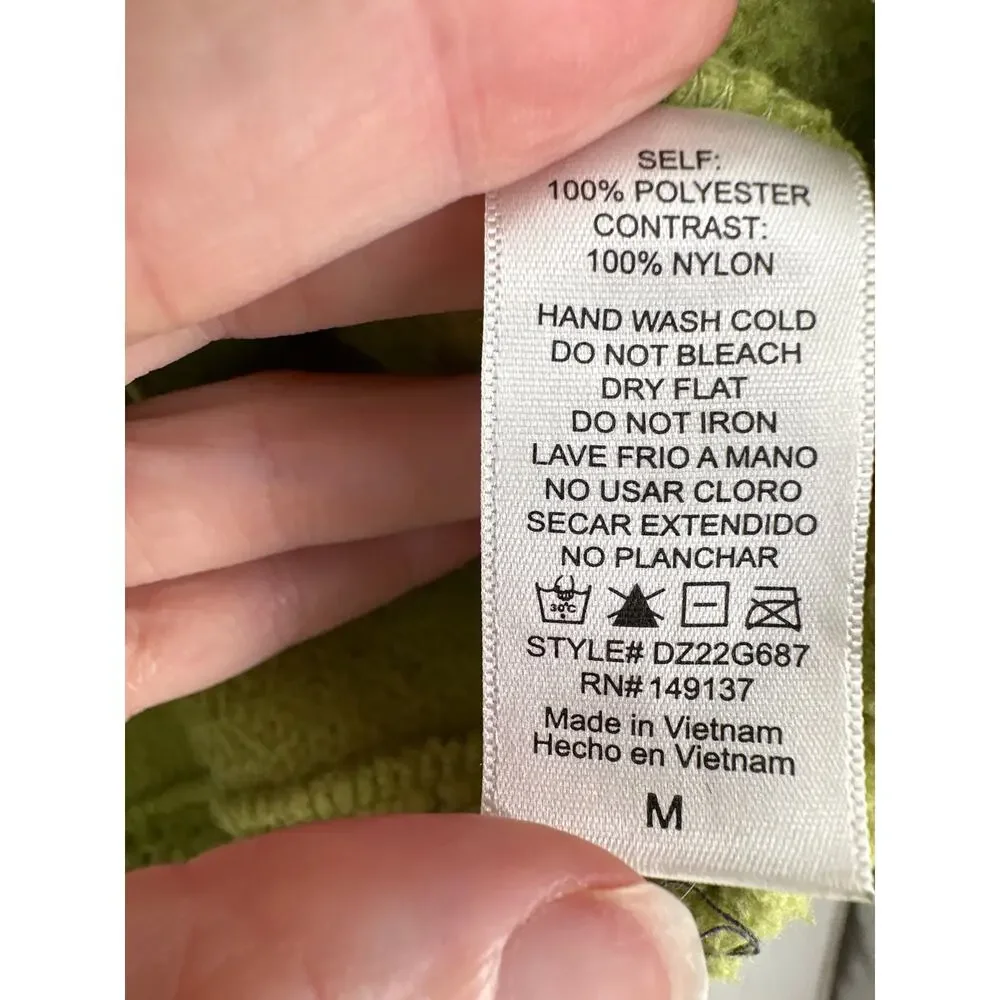 SELF:
100% POLYESTER
CONTRAST:
100% NYLON
HAND WASH COLD
DO NOT BLEACH
DRY FLAT
DO NOT IRON
LAVE FRIO A MANO
NO USAR CLORO
SECAR EXTENDIDO
NO PLANCHAR
30°C
STYLE# DZ22G687
RN# 149137
Made in Vietnam
Hecho en Vietnam
M